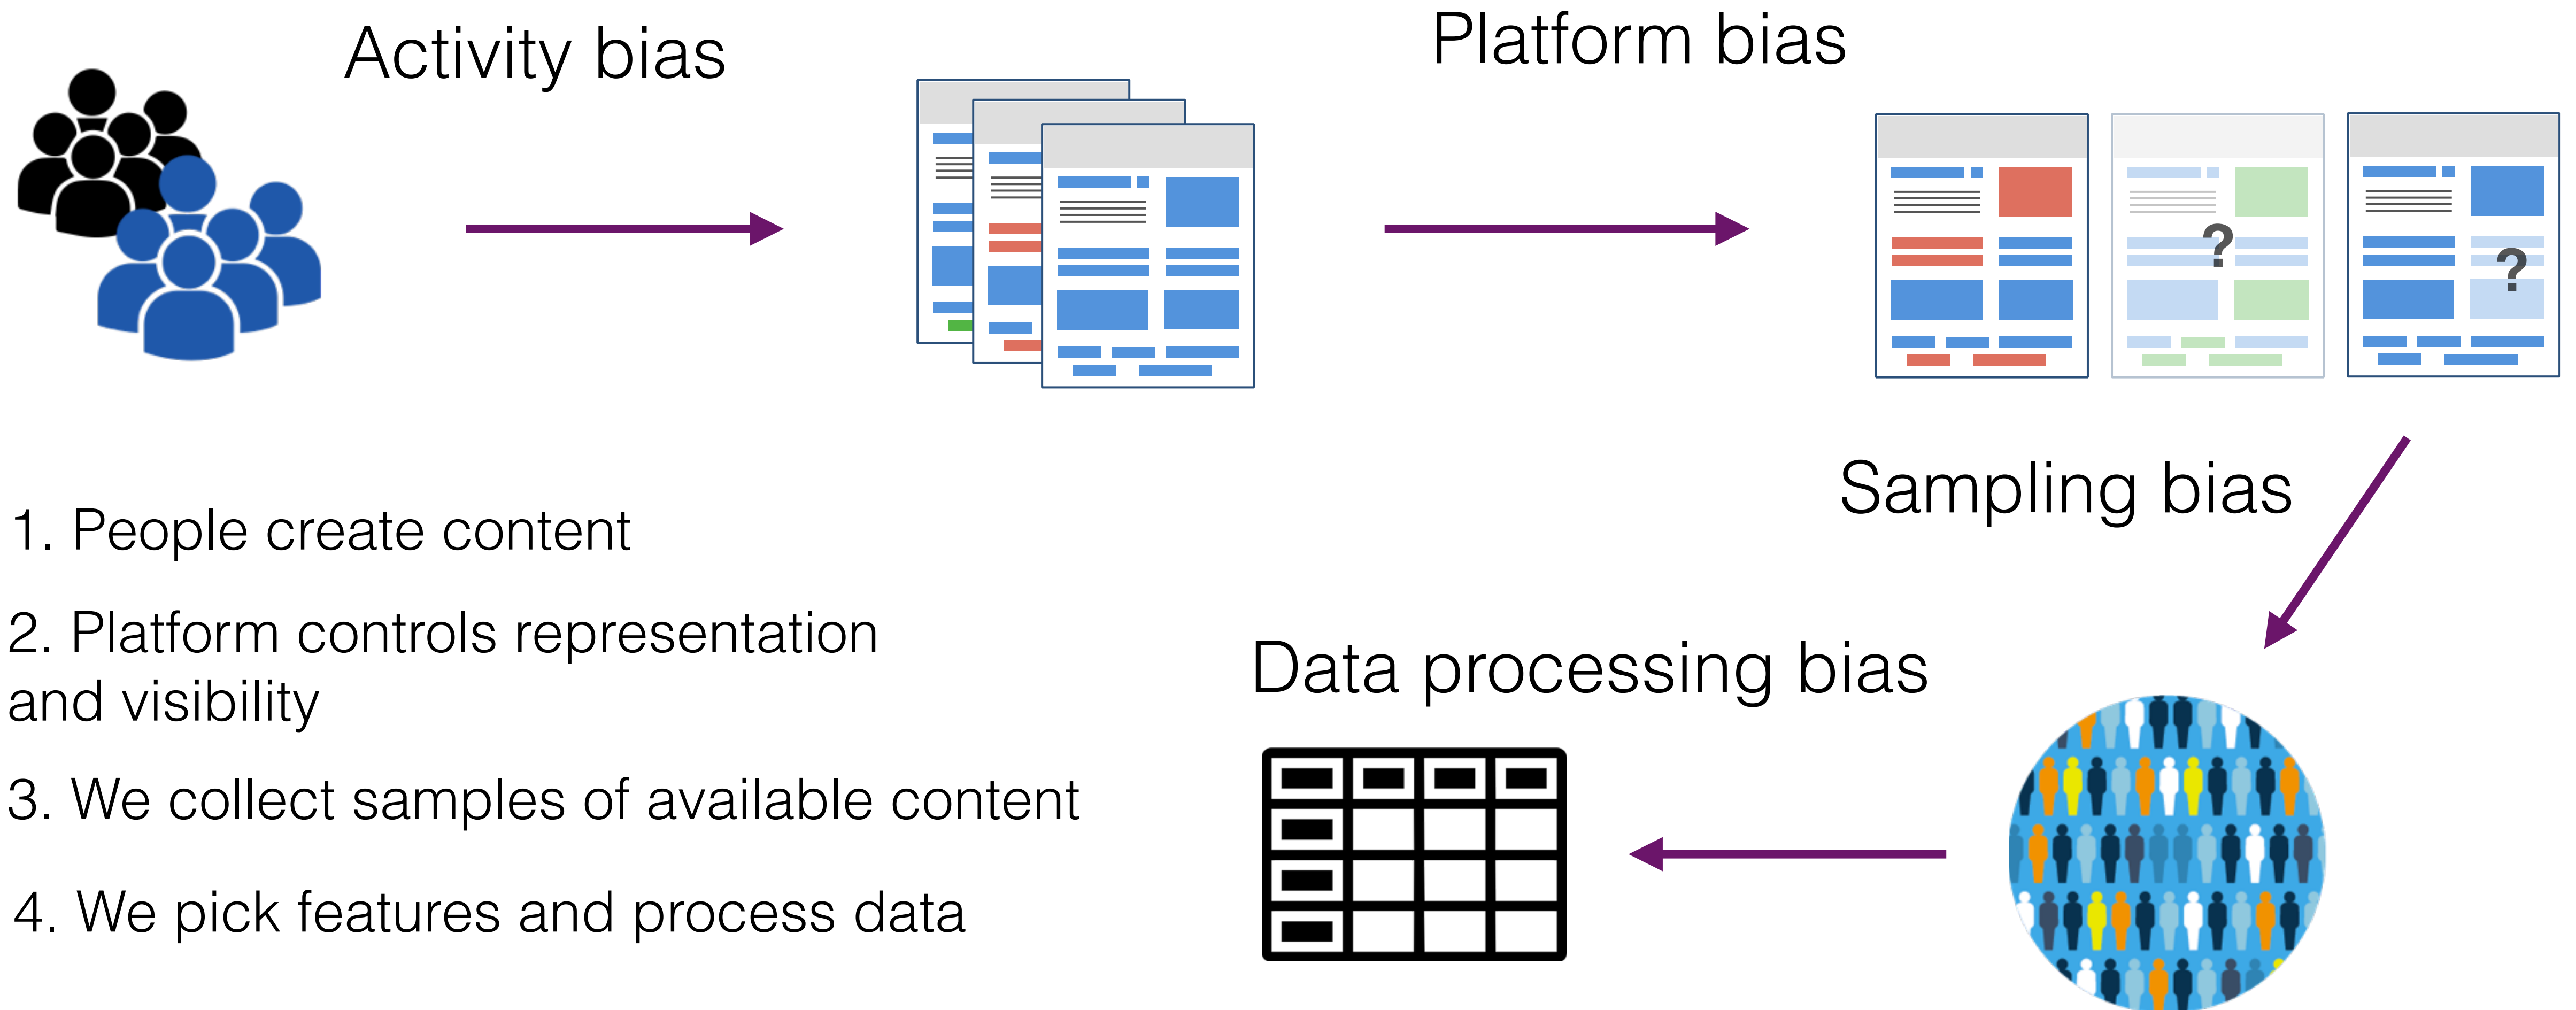 Activity bias
Platform bias
?
?
Sampling bias
1. People create content
2. Platform controls representation
and visibility
3. We collect samples of available content
4. We pick features and process data
Data processing bias